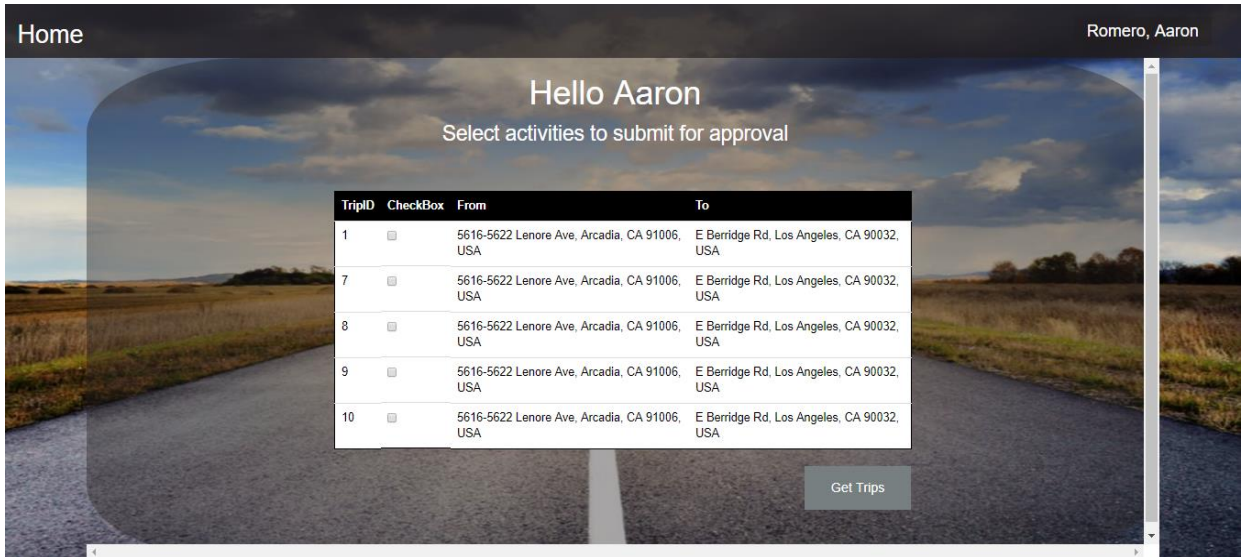 Home
Romero, Aaron
Hello Aaron
Select activities to submit for approval
TripID CheckBox From To
1 5616-5622 Lenore Ave, Arcadia, CA 91006, E Berridge Rd, Los Angeles, CA 90032,
USA USA
7 5616-5622 Lenore Ave, Arcadia, CA 91006, E Berridge Rd, Los Angeles, CA 90032,
USA USA
8 5616-5622 Lenore Ave, Arcadia, CA 91006, E Berridge Rd, Los Angeles, CA 90032,
USA USA
9 5616-5622 Lenore Ave, Arcadia, CA 91006, E Berridge Rd, Los Angeles, CA 90032,
USA USA
10 5616-5622 Lenore Ave, Arcadia, CA 91006, E Berridge Rd, Los Angeles, CA 90032,
USA USA
Get Trips